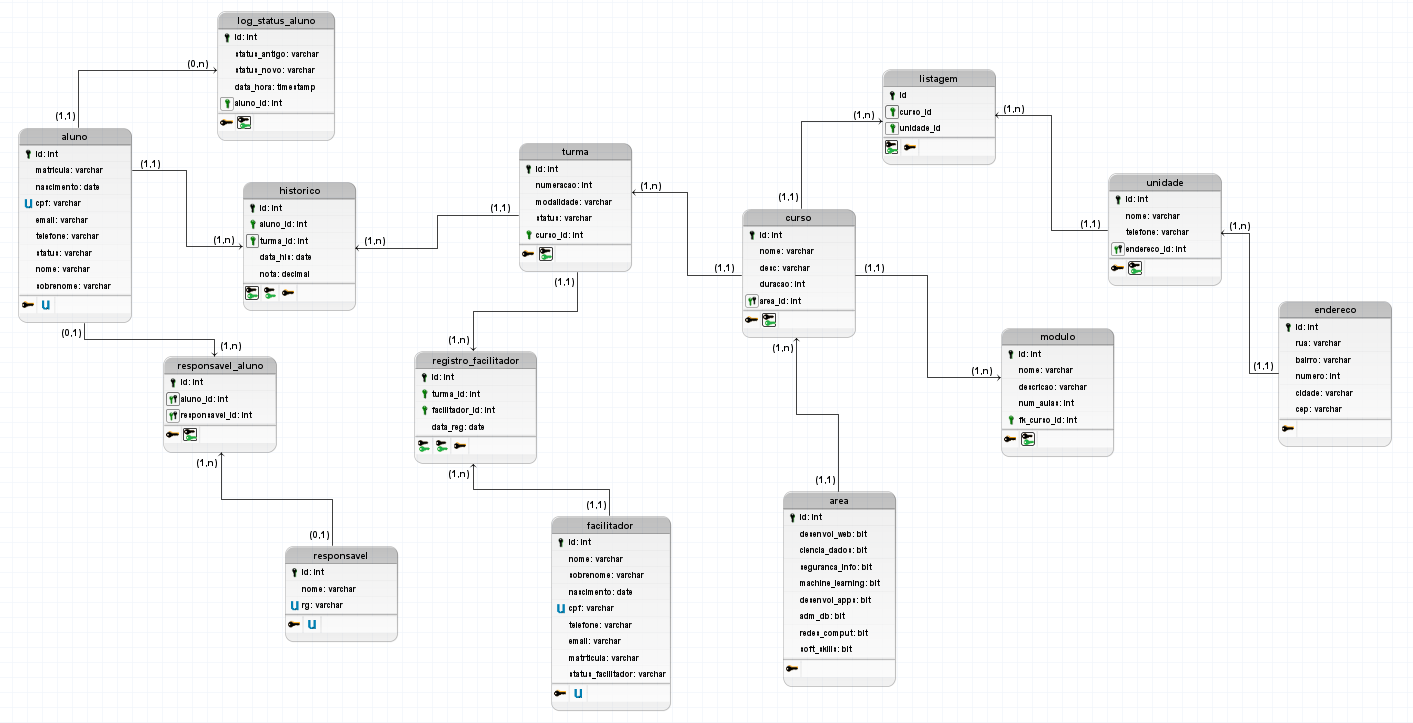 log_status_aluno
id: int
status_antigo: varchar
status_novo: varchar
data_hora: timestamp
aluno_id: int
(0,n)
(1,1)
aluno
id: int
matricula: varchar
nascimento: date
U cpf: varchar
email: varchar
telefone: varchar
status: varchar
nome: varchar
sobrenome: varchar
U
(1,1)
(1,n)
(0,1)
(1,n)
historico
id: int
aluno_id: int
turma_id: int
data_his: date
nota: decimal
(1,n)
(1,1)
responsavel_aluno
id: int
aluno_id: int
responsavel_id: int
(1,n)
(0,1)
responsavel
id: int
nome: varchar
U rg: varchar
U
turma
id: int
numeracao: int
modalidade: varchar
status: varchar
curso_id: int
(1,n)
(1,1)
(1,1)
(1,n)
registro_facilitador
id: int
turma_id: int
facilitador_id: int
data_reg: date
(1,n)
(1,1)
facilitador
id: int
nome: varchar
sobrenome: varchar
nascimento: date
U cpf: varchar
telefone: varchar
email: varchar
matrticula: varchar
status_facilitador: varchar
U
curso
id: int
nome: varchar
desc: varchar
duracao: int
area_id: int
(1,1)
(1,n)
(1,1)
(1,n)
(1,n)
(1,1)
area
id: int
desenvol_web: bit
ciencia_dados: bit
seguranca_info: bit
machine_learning: bit
desenvol_apps: bit
adm_db: bit
redes_comput: bit
soft_skills: bit
listagem
id
curso_id
unidade_id
(1,n)
(1,1)
modulo
id: int
nome: varchar
descricao: varchar
num_aulas: int
fk_curso_id: int
unidade
id: int
nome: varchar
telefone: varchar
endereco_id: int
(1,n)
(1,1)
endereco
id: int
rua: varchar
bairro: varchar
numero: int
cidade: varchar
cep: varchar